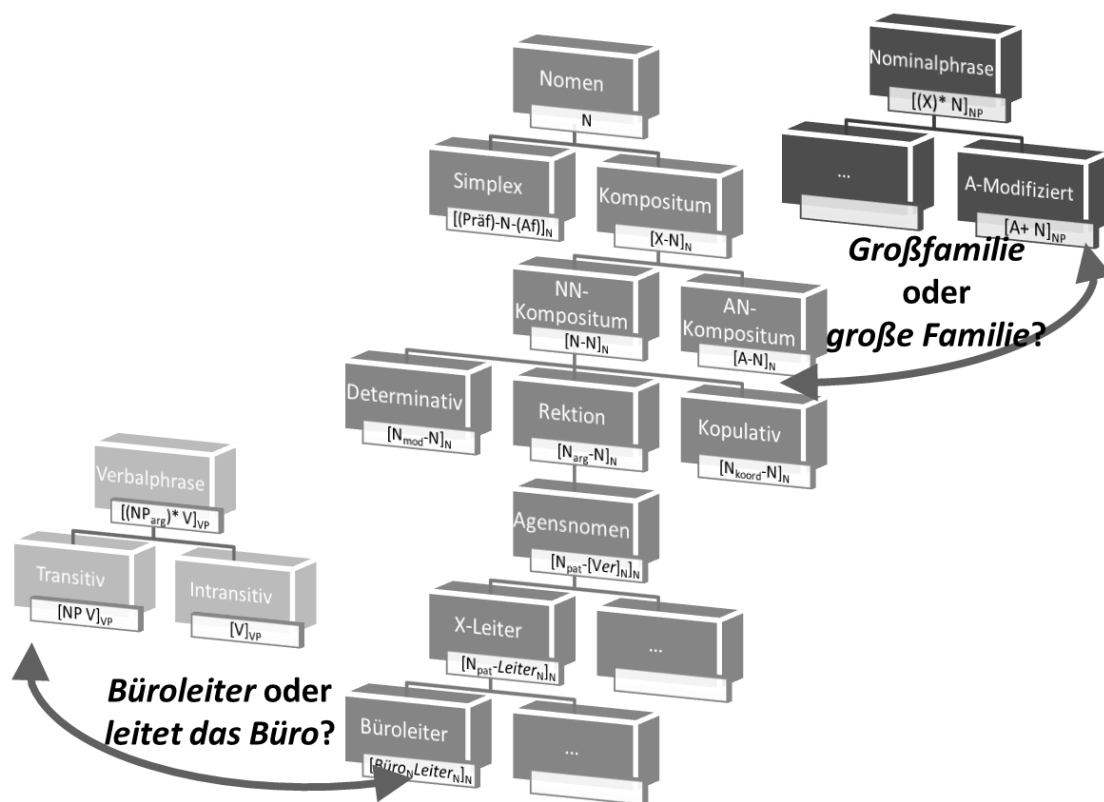 Nomen
N
Simplex
[(Präf)-N-(Af)]N
Kompositum
[X-N]N
NN-
Kompositum
[N-N]N
AN-
Kompositum
[A-N]N
Determinativ
[Nmod-N]N
Rektion
[Narg-N]N
Kopulativ
[Nkoord-N]N
Agensnomen
[Npat-[Ver]N]N
X-Leiter
[Npat-LeiterN]N
...
Büroleiter
[BüroNLeiterN]N
...
Nominalphrase
[(X)* N]NP
...
A-Modifiziert
[A+ N]NP
Großfamilie
oder
große Familie?
Verbalphrase
[(NParg)* V]VP
Transitiv
[NP V]VP
Intransitiv
[V]VP
Büroleiter oder
leitet das Büro?